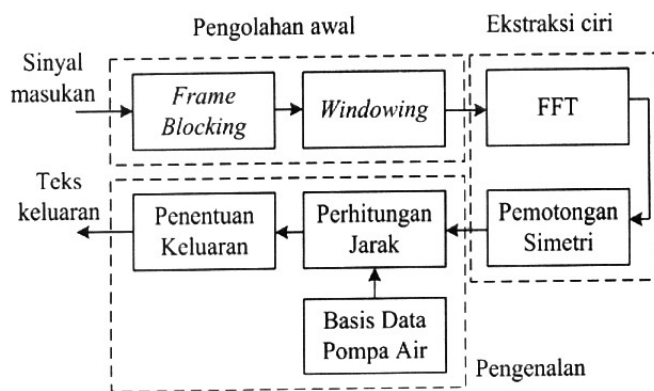 Pengolahan awal
Ekstraksi ciri
Sinyal
masukan
Frame
Blocking
Windowing
FFT
Teks
keluaran
Penentuan
Keluaran
Perhitungan
Jarak
Pemotongan
Simetri
Basis Data
Pompa Air
Pengenalan